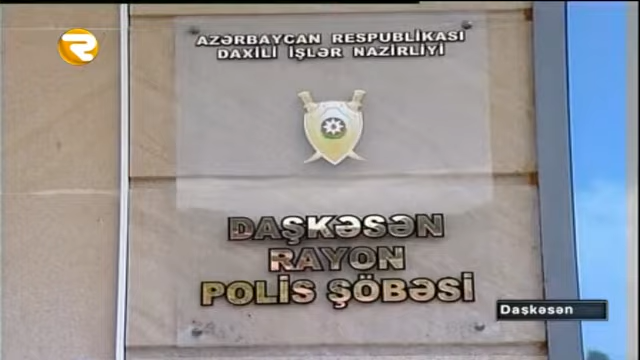 AZƏRBAYCAN RESPUBLİKASI
DAXİLİ İŞLƏR NAZİRLİYİ
DAŞKƏSƏN
RAYON
POLİS ŞÖBƏSİ
Daşkəsən